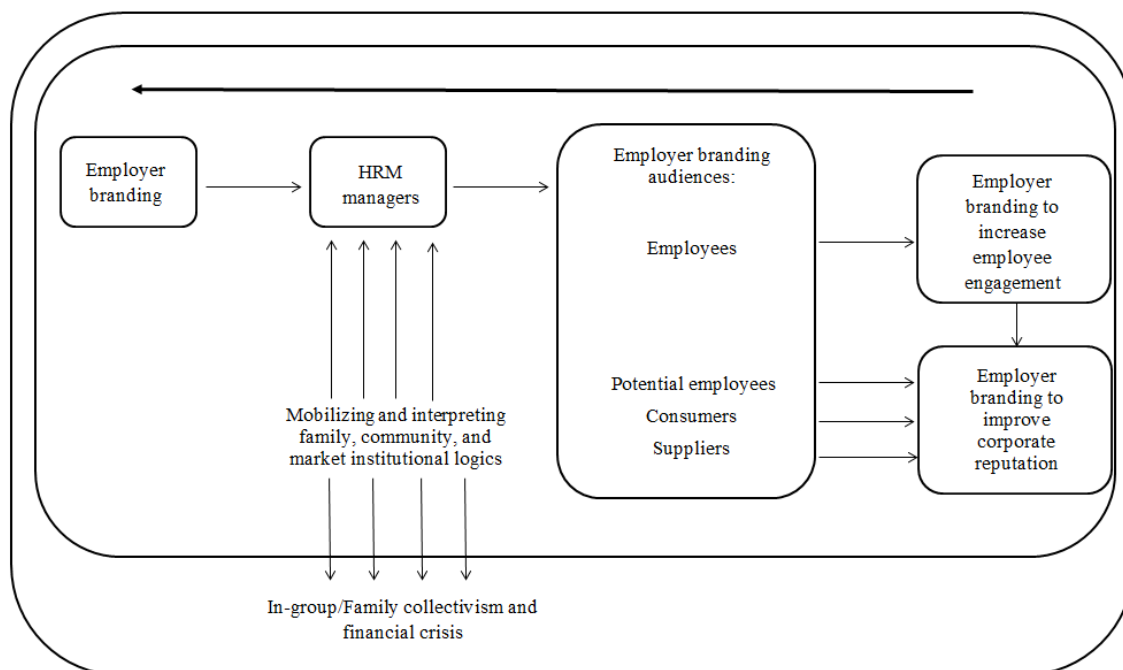 Employer
branding
HRM
managers
Employer branding
audiences:
Employees
Potential employees
Consumers
Suppliers
Employer
branding to
increase
employee
engagement
Employer
branding to
improve
corporate
reputation
Mobilizing and interpreting
family, community, and
market institutional logics
In-group/Family collectivism and
financial crisis